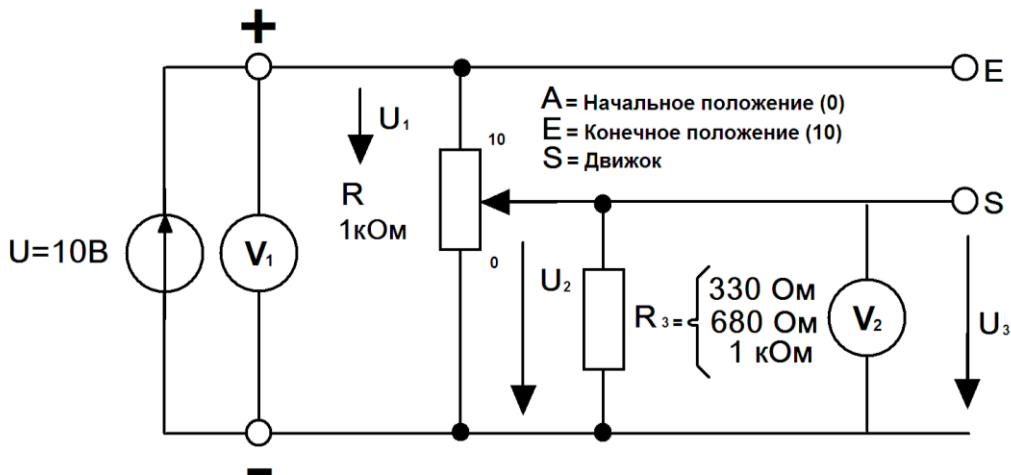 +
E
A = Начальное положение (0)
E = Конечное положение (10)
S = Движок
U₁
10
R
1кОм
S
U=10В
V₁
0
U₂
R₃=
330 Ом
680 Ом
1 кОм
V₂
U₃
-